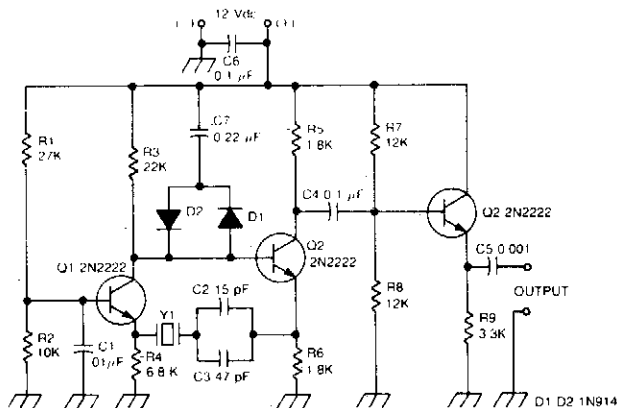 12 Vdc
(-)
(+)
C6
0.1 µF
C7
0.22 µF
R1
27K
R3
22K
R5
1.8K
R7
12K
C4 0.1 µF
D2
D1
Q2 2N2222
Q2
2N2222
Q1 2N2222
C5 0.001
C2 15 pF
Y1
OUTPUT
R8
12K
R2
10K
C1
.01µF
R4
6.8 K
C3 47 pF
R6
1.8K
R9
3.3K
D1 D2 1N914